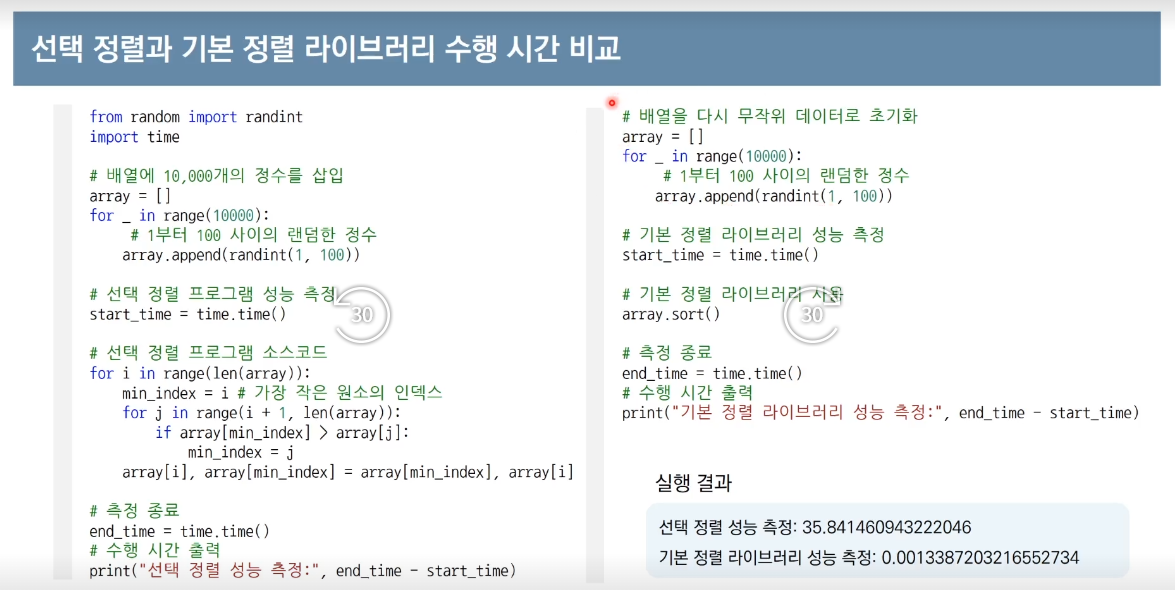 선택 정렬과 기본 정렬 라이브러리 수행 시간 비교
from random import randint
import time
# 배열에 10,000개의 정수를 삽입
array = []
for _ in range(10000):
# 1부터 100 사이의 랜덤한 정수
array.append(randint(1, 100))
# 선택 정렬 프로그램 성능 측정
start_time = time.time()
30
# 선택 정렬 프로그램 소스코드
for i in range(len(array)):
min_index = i # 가장 작은 원소의 인덱스
for j in range(i + 1, len(array)):
if array[min_index] > array[j]:
min_index = j
array[i], array[min_index] = array[min_index], array[i]
# 측정 종료
end_time = time.time()
# 수행 시간 출력
print("선택 정렬 성능 측정:", end_time - start_time)
# 배열을 다시 무작위 데이터로 초기화
array = []
for _ in range(10000):
# 1부터 100 사이의 랜덤한 정수
array.append(randint(1, 100))
# 기본 정렬 라이브러리 성능 측정
start_time = time.time()
# 기본 정렬 라이브러리 사용
array.sort()
30
# 측정 종료
end_time = time.time()
# 수행 시간 출력
print("기본 정렬 라이브러리 성능 측정:", end_time - start_time)
실행 결과
선택 정렬 성능 측정: 35.841460943222046
기본 정렬 라이브러리 성능 측정: 0.0013387203216552734